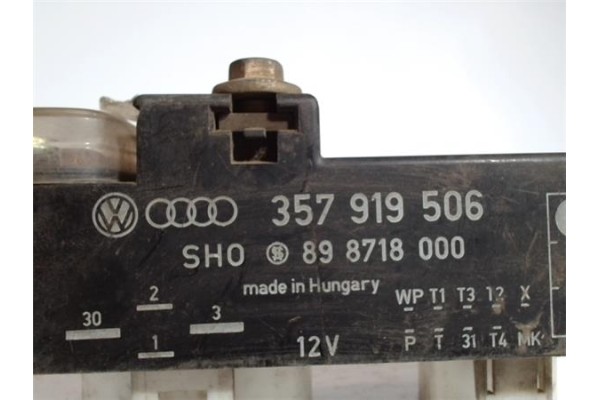 357 919 506
SHO 89 8718 000
made in Hungary
WP T1 T3 T2 X
2
30 3
1
12V
P T 31 T4 MK